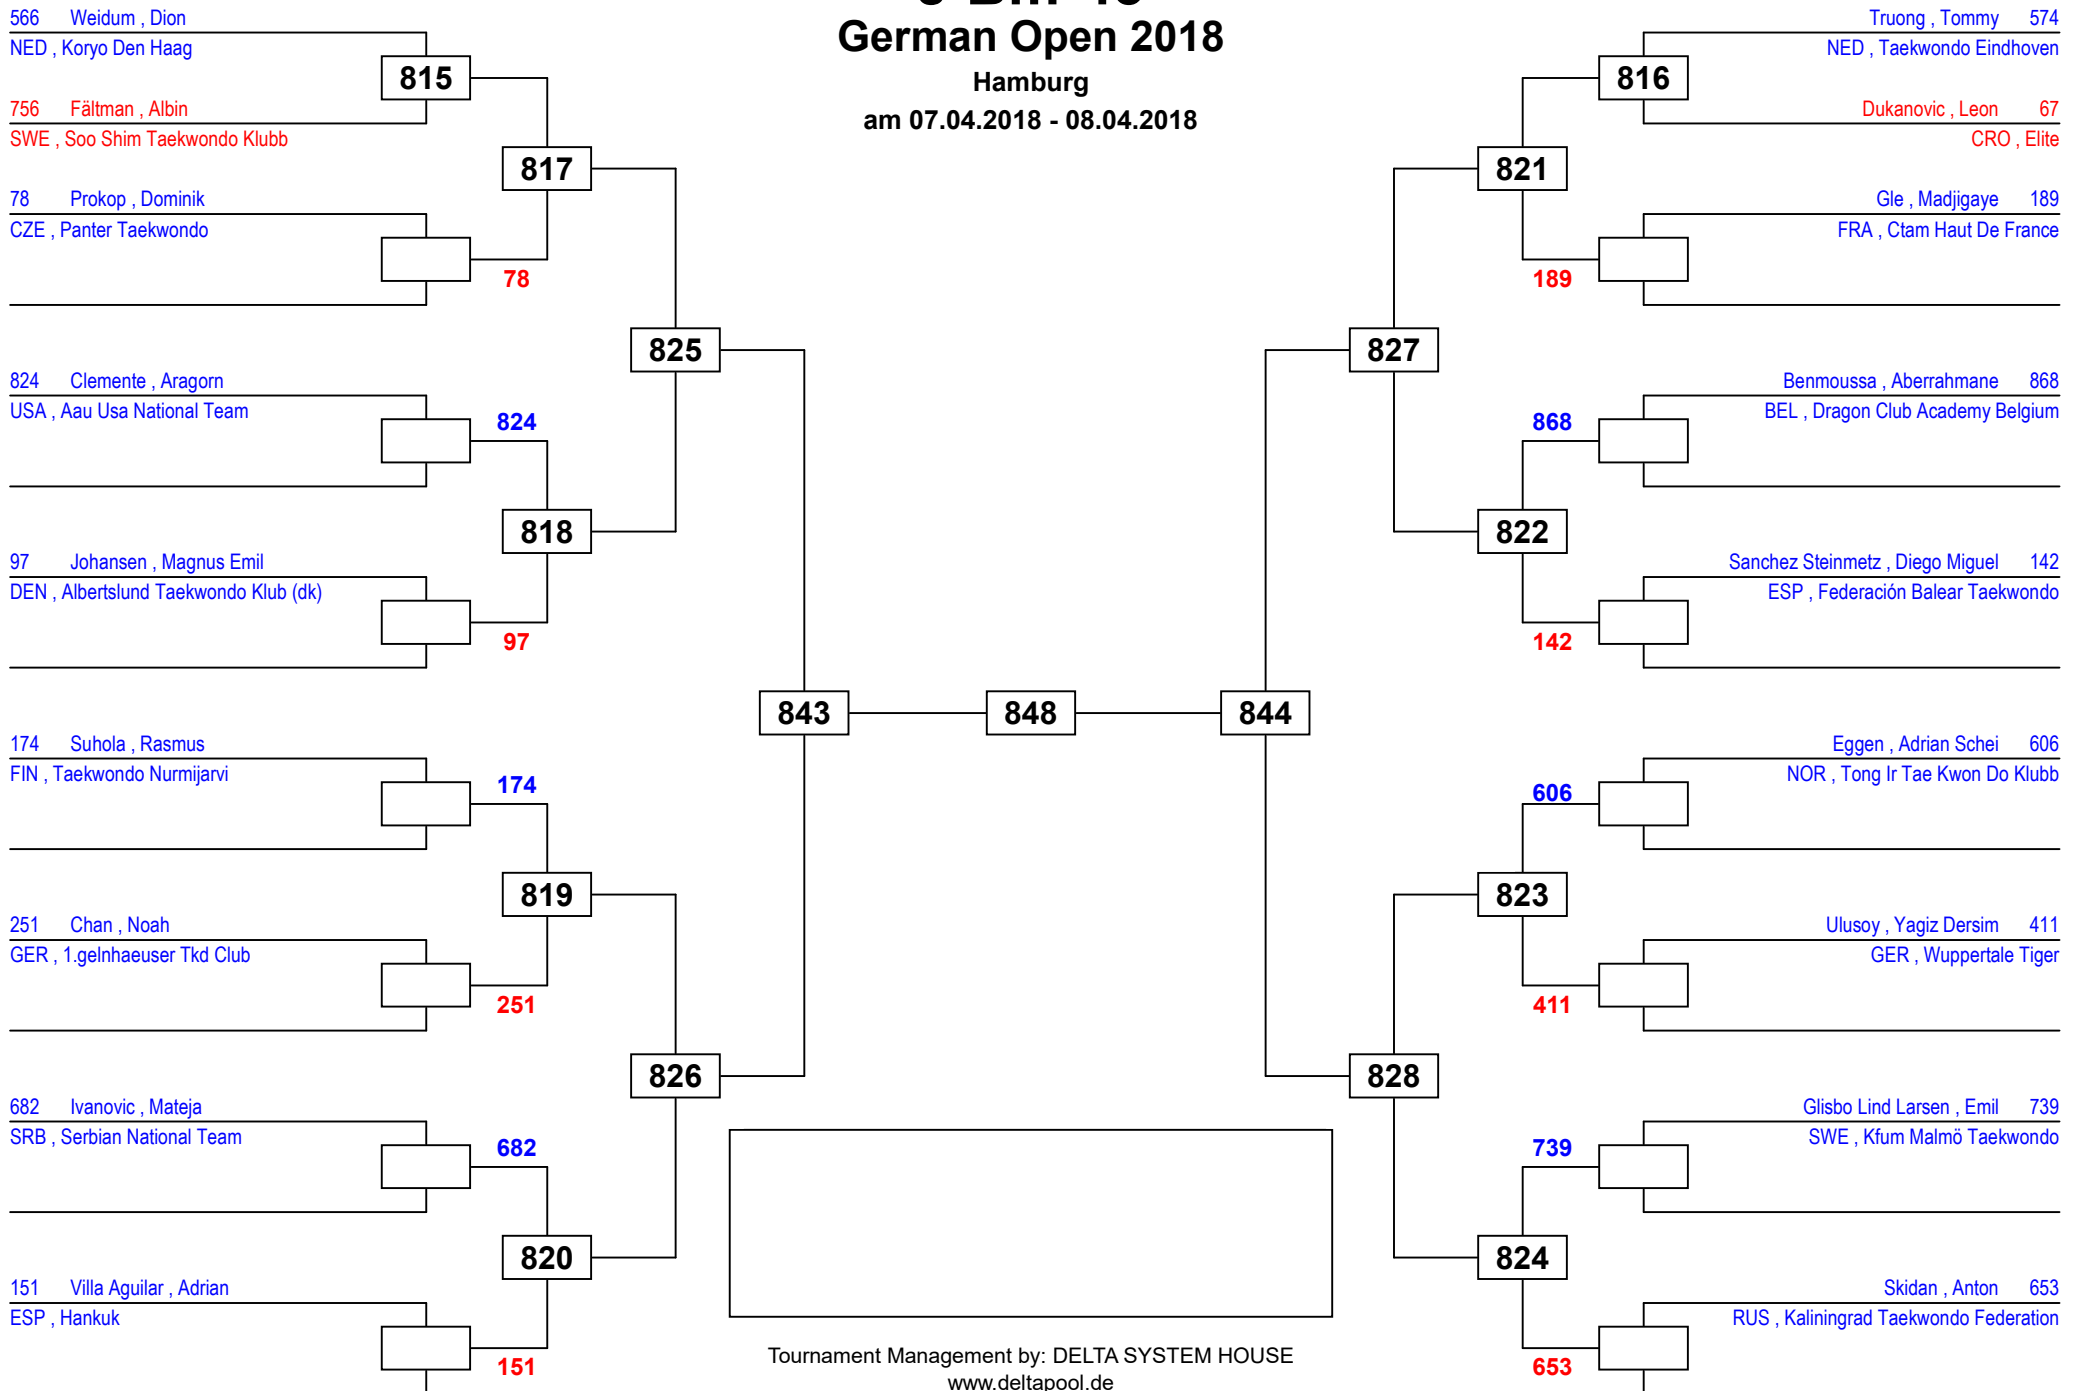 German Open 2018
Hamburg
am 07.04.2018 - 08.04.2018
566 Weidum , Dion
NED , Koryo Den Haag
815
756 Fältman , Albin
SWE , Soo Shim Taekwondo Klubb
817
78 Prokop , Dominik
CZE , Panter Taekwondo
78
825
824 Clemente , Aragorn
USA , Aau Usa National Team
824
818
97 Johansen , Magnus Emil
DEN , Albertslund Taekwondo Klub (dk)
97
843
174 Suhola , Rasmus
FIN , Taekwondo Nurmijarvi
174
819
251 Chan , Noah
GER , 1.gelnhaeuser Tkd Club
251
826
682 Ivanovic , Mateja
SRB , Serbian National Team
682
820
151 Villa Aguilar , Adrian
ESP , Hankuk
151
848
Truong , Tommy 574
NED , Taekwondo Eindhoven
816
Dukanovic , Leon 67
CRO , Elite
821
Gle , Madjigaye 189
FRA , Ctam Haut De France
189
827
Benmoussa , Aberrahmane 868
BEL , Dragon Club Academy Belgium
868
822
Sanchez Steinmetz , Diego Miguel 142
ESP , Federación Balear Taekwondo
142
844
Eggen , Adrian Schei 606
NOR , Tong Ir Tae Kwon Do Klubb
606
823
Ulusoy , Yagiz Dersim 411
GER , Wuppertale Tiger
411
828
Glisbo Lind Larsen , Emil 739
SWE , Kfum Malmö Taekwondo
739
824
Skidan , Anton 653
RUS , Kaliningrad Taekwondo Federation
653
Tournament Management by: DELTA SYSTEM HOUSE
www.deltapool.de